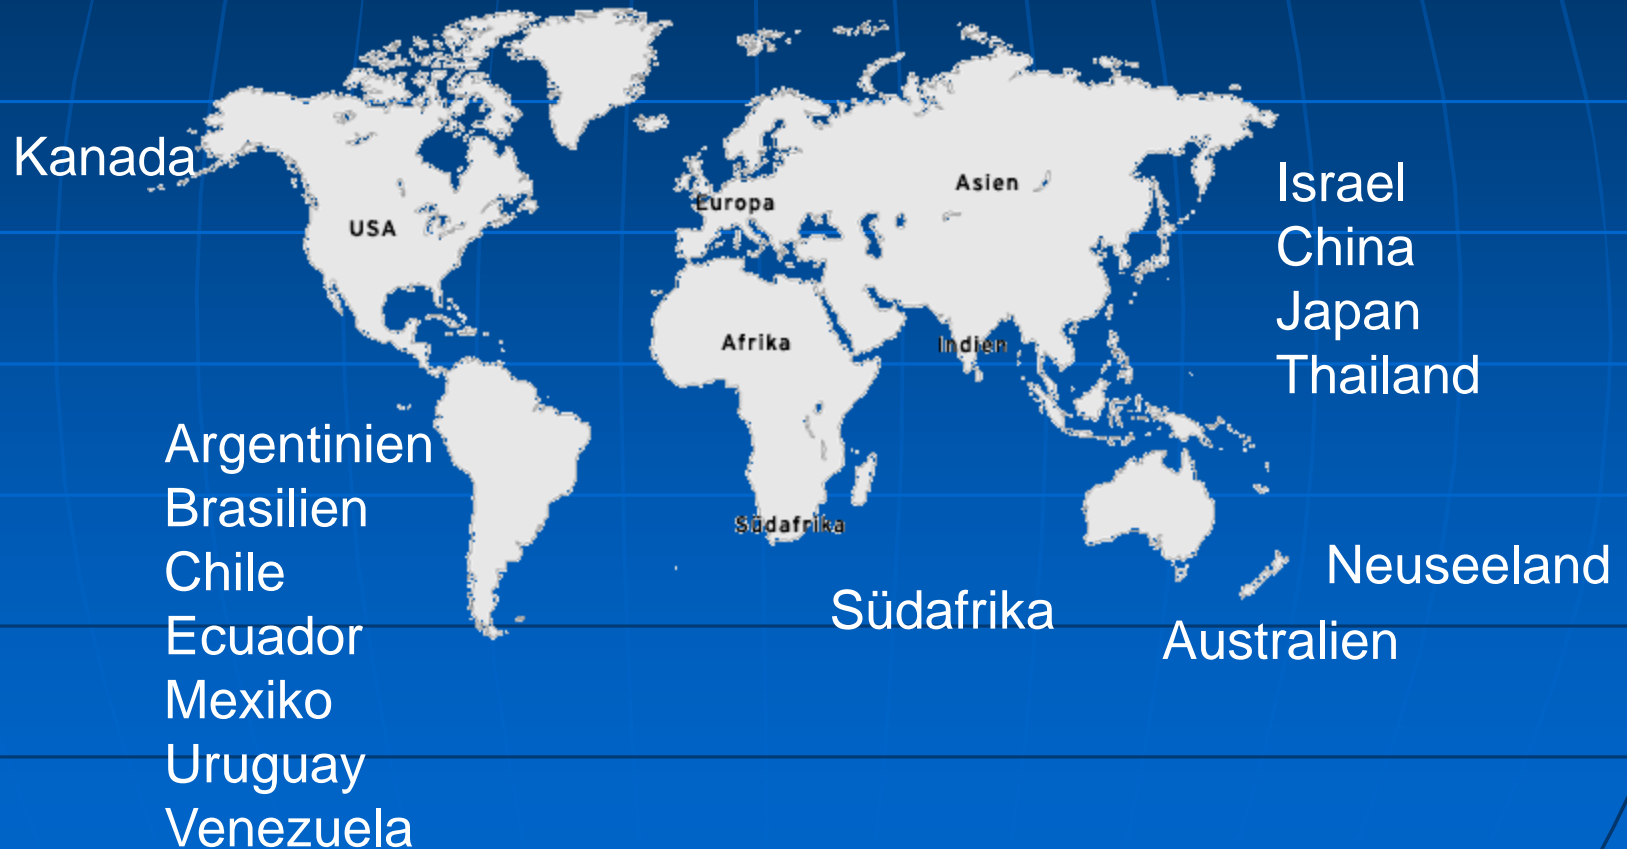 Kanada
USA
Europa
Asien
Afrika
Indien
Südafrika
Israel
China
Japan
Thailand
Argentinien
Brasilien
Chile
Ecuador
Mexiko
Uruguay
Venezuela
Südafrika
Neuseeland
Australien